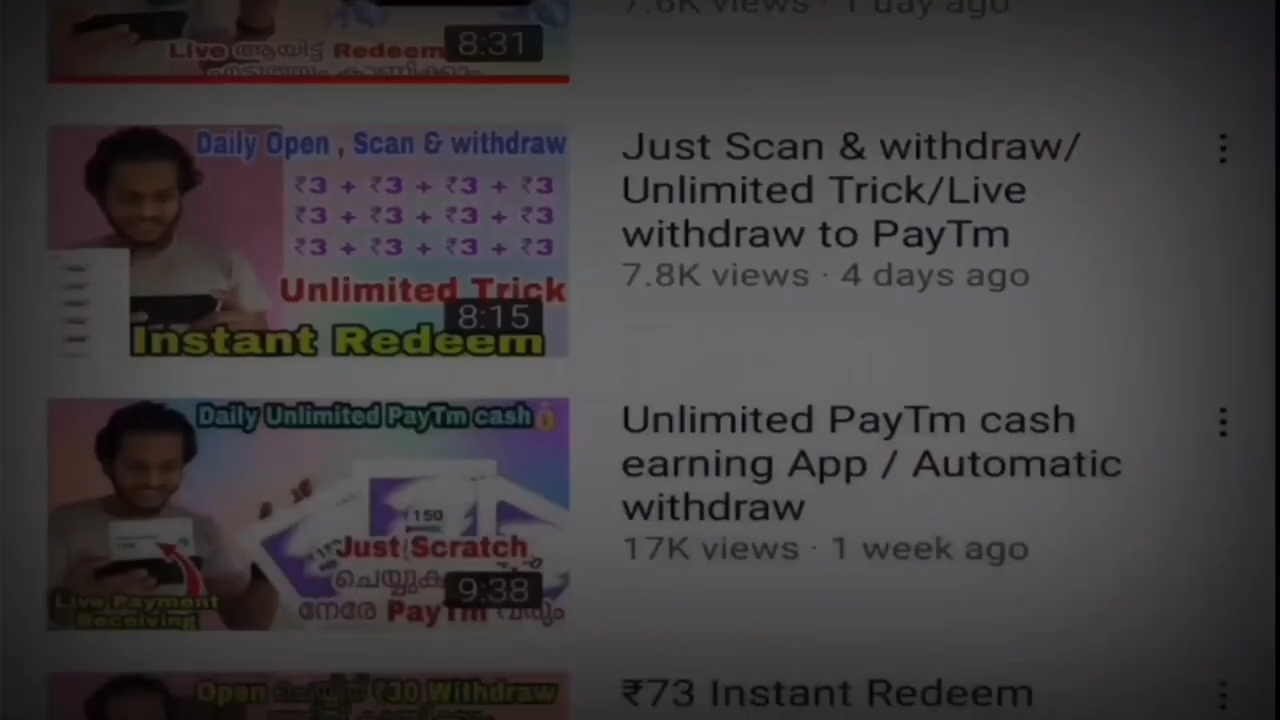 7.6K views · 1 day ago
Live ആയിട്ട് Redeem
8:31
എടുത്തും കാണിക്കാം
Daily Open , Scan & withdraw
₹3 + ₹3 + ₹3 + ₹3
₹3 + ₹3 + ₹3 + ₹3
₹3 + ₹3 + ₹3 + ₹3
Unlimited Trick
8:15
Instant Redeem
Just Scan & withdraw/
Unlimited Trick/Live
withdraw to PayTm
7.8K views · 4 days ago
Daily Unlimited PayTm cash
₹150
Just Scratch
9:38
നേരേ PayTm വരും
Live Payment
Receiving
Unlimited PayTm cash
earning App / Automatic
withdraw
17K views · 1 week ago
Open ചെയ്താൽ ₹30 Withdraw
₹73 Instant Redeem